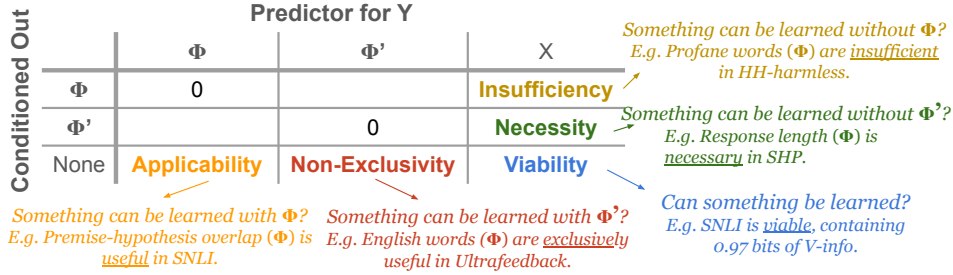 Predictor for Y
Conditioned Out
Φ Φ' X
Φ 0 Insufficiency
Φ' 0 Necessity
None Applicability Non-Exclusivity Viability
Something can be learned without Φ?
E.g. Profane words (Φ) are insufficient
in HH-harmless.
Something can be learned without Φ'?
E.g. Response length (Φ) is
necessary in SHP.
Something can be learned with Φ?
E.g. Premise-hypothesis overlap (Φ) is
useful in SNLI.
Something can be learned with Φ'?
E.g. English words (Φ) are exclusively
useful in Ultrafeedback.
Can something be learned?
E.g. SNLI is viable, containing
0.97 bits of V-info.